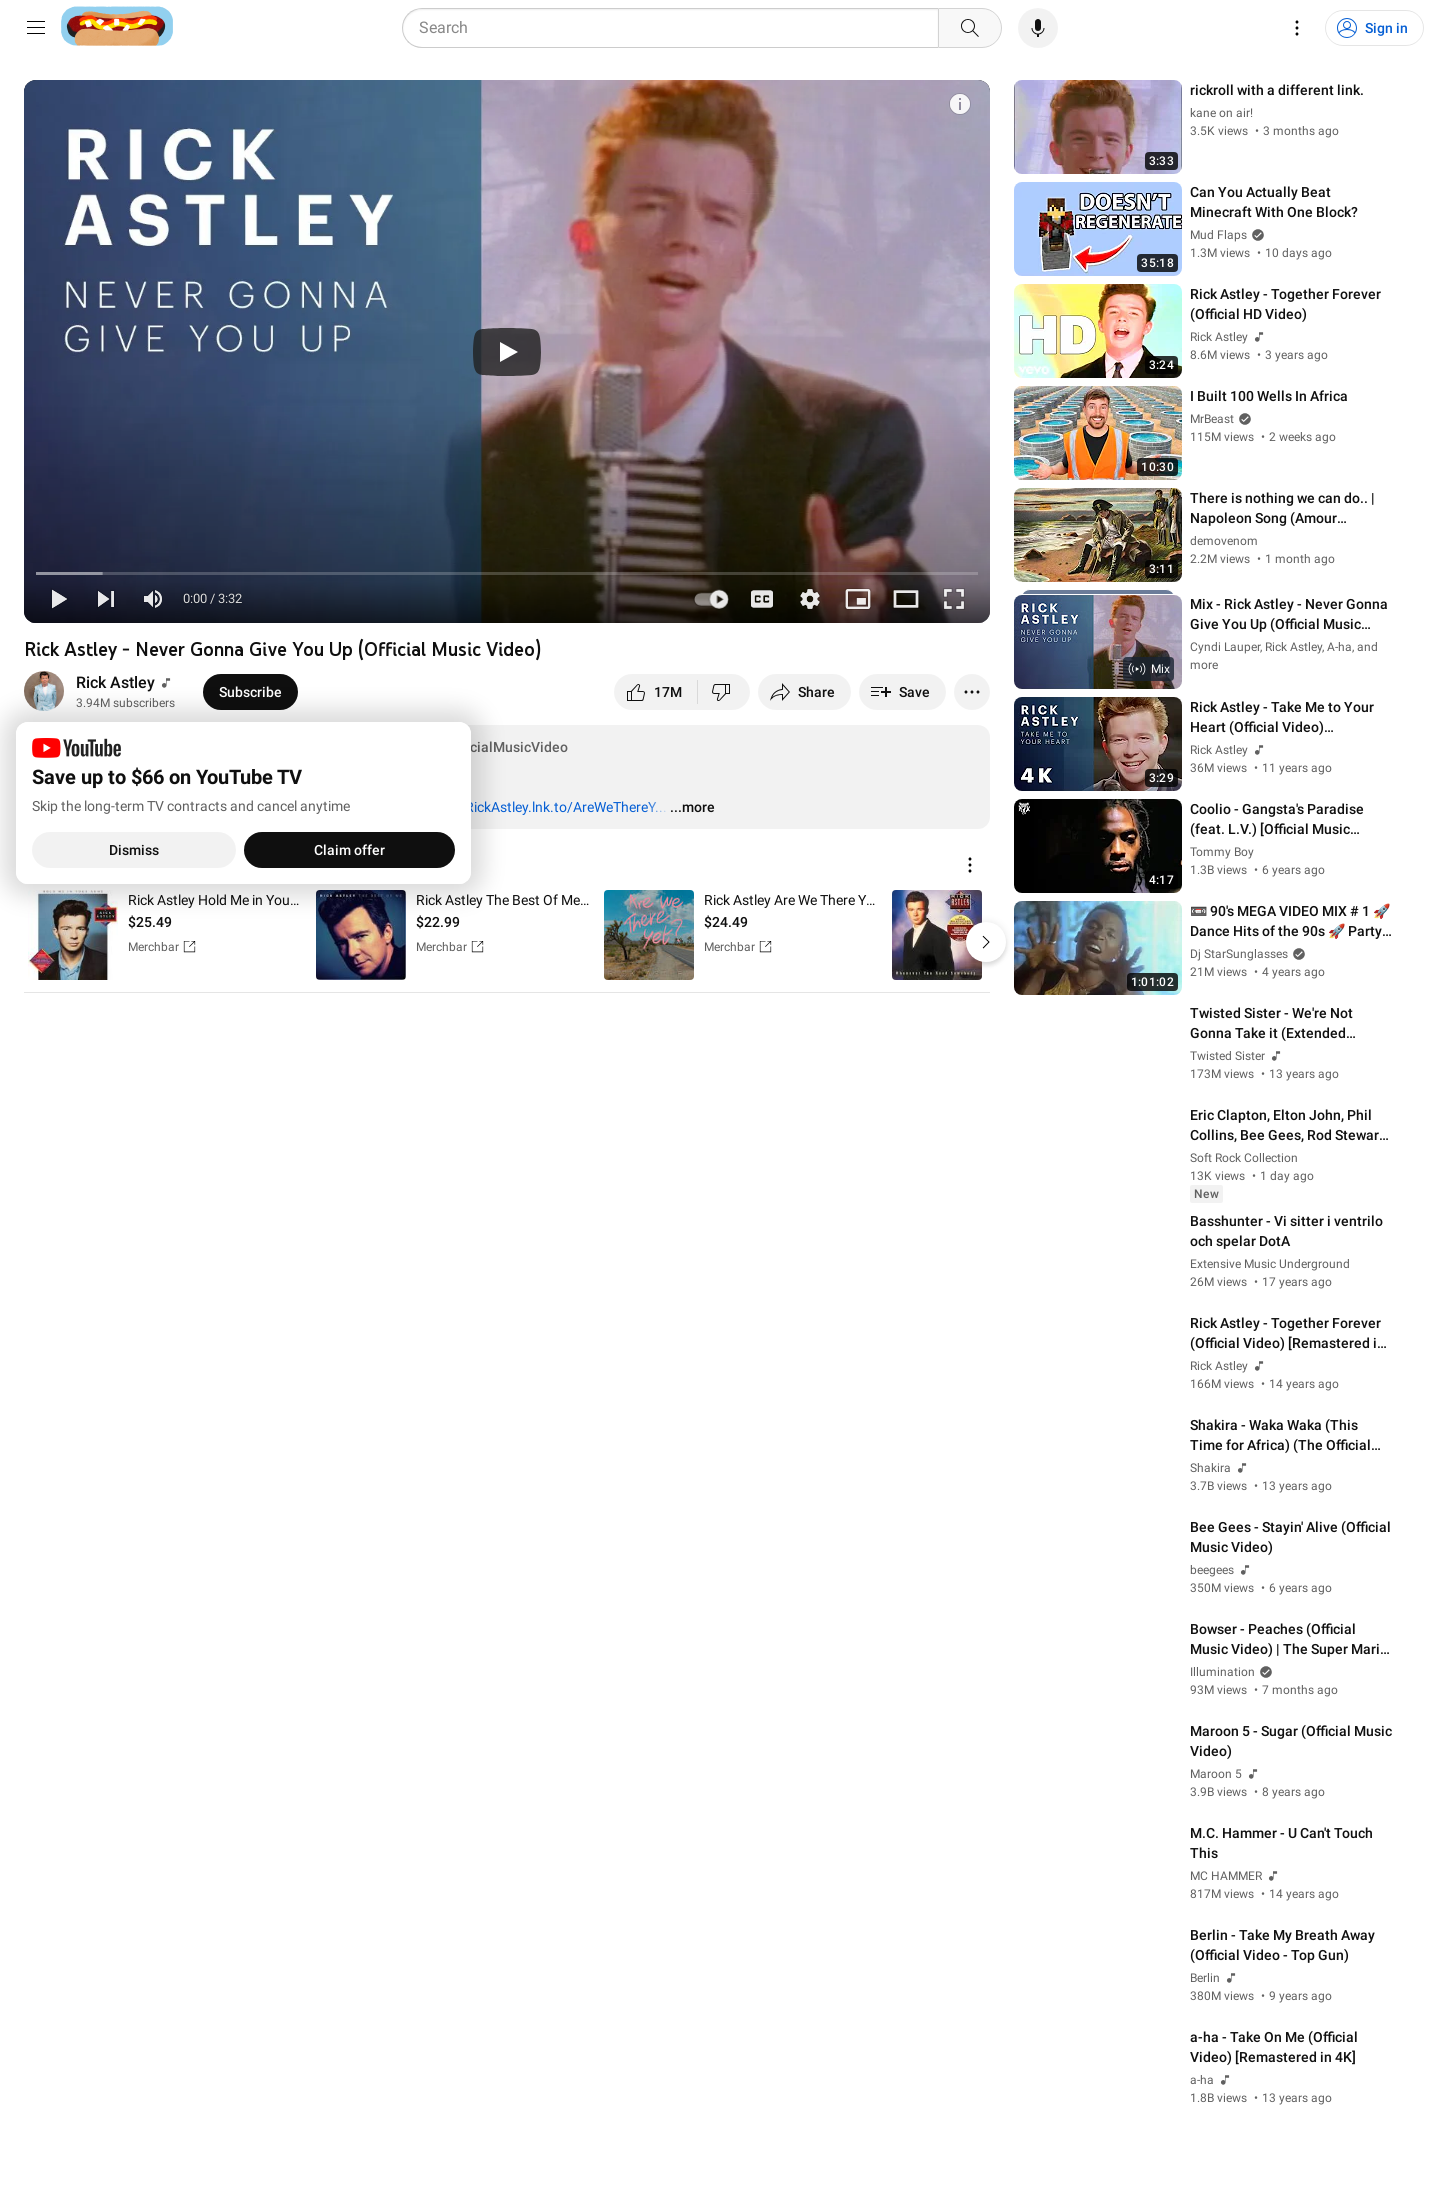 Search
Sign in
RICK
ASTLEY
NEVER GONNA
GIVE YOU UP
0:00 / 3:32
CC
Rick Astley - Never Gonna Give You Up (Official Music Video)
Rick Astley
3.94M subscribers
Subscribe
17M
Share
Save
cialMusicVideo
RickAstley.lnk.to/AreWeThereY...
...more
YouTube
Save up to $66 on YouTube TV
Skip the long-term TV contracts and cancel anytime
Dismiss
Claim offer
Rick Astley Hold Me in You...
$25.49
Merchbar
RICK ASTLEY THE BEST OF ME
Rick Astley The Best Of Me...
$22.99
Merchbar
Are we
There
Yet?
Rick Astley Are We There Y...
$24.49
Merchbar
3:33
rickroll with a different link.
kane on air!
3.5K views • 3 months ago
DOESN'T
REGENERATE
35:18
Can You Actually Beat
Minecraft With One Block?
Mud Flaps
1.3M views • 10 days ago
HD
vevo
3:24
Rick Astley - Together Forever
(Official HD Video)
Rick Astley
8.6M views • 3 years ago
10:30
I Built 100 Wells In Africa
MrBeast
115M views • 2 weeks ago
3:11
There is nothing we can do.. |
Napoleon Song (Amour...
demovenom
2.2M views • 1 month ago
RICK
ASTLEY
NEVER GONNA
GIVE YOU UP
Mix
Mix - Rick Astley - Never Gonna
Give You Up (Official Music...
Cyndi Lauper, Rick Astley, A-ha, and
more
RICK
ASTLEY
TAKE ME TO
YOUR HEART
4K
3:29
Rick Astley - Take Me to Your
Heart (Official Video)...
Rick Astley
36M views • 11 years ago
4:17
Coolio - Gangsta's Paradise
(feat. L.V.) [Official Music...
Tommy Boy
1.3B views • 6 years ago
1:01:02
📼 90's MEGA VIDEO MIX # 1 🚀
Dance Hits of the 90s 🚀 Party...
Dj StarSunglasses
21M views • 4 years ago
Twisted Sister - We're Not
Gonna Take it (Extended...
Twisted Sister
173M views • 13 years ago
Eric Clapton, Elton John, Phil
Collins, Bee Gees, Rod Stewar...
Soft Rock Collection
13K views • 1 day ago
New
Basshunter - Vi sitter i ventrilo
och spelar DotA
Extensive Music Underground
26M views • 17 years ago
Rick Astley - Together Forever
(Official Video) [Remastered i...
Rick Astley
166M views • 14 years ago
Shakira - Waka Waka (This
Time for Africa) (The Official...
Shakira
3.7B views • 13 years ago
Bee Gees - Stayin' Alive (Official
Music Video)
beegees
350M views • 6 years ago
Bowser - Peaches (Official
Music Video) | The Super Mari...
Illumination
93M views • 7 months ago
Maroon 5 - Sugar (Official Music
Video)
Maroon 5
3.9B views • 8 years ago
M.C. Hammer - U Can't Touch
This
MC HAMMER
817M views • 14 years ago
Berlin - Take My Breath Away
(Official Video - Top Gun)
Berlin
380M views • 9 years ago
a-ha - Take On Me (Official
Video) [Remastered in 4K]
a-ha
1.8B views • 13 years ago